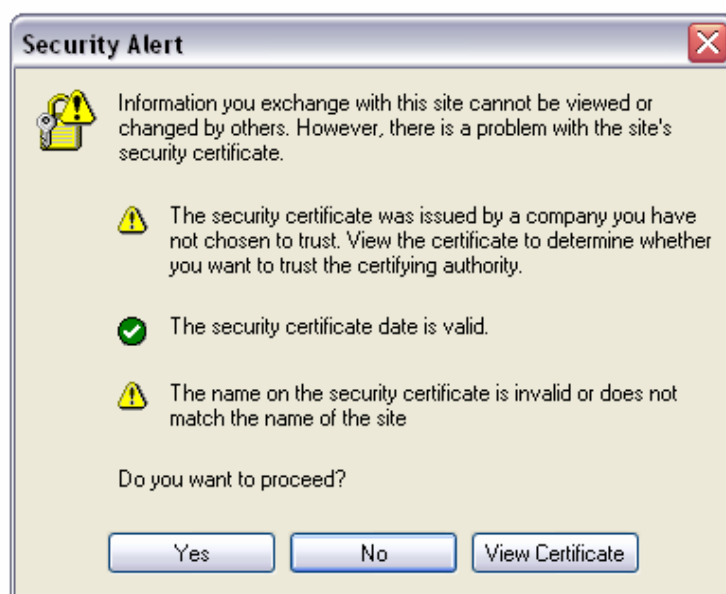 Security Alert
Information you exchange with this site cannot be viewed or
changed by others. However, there is a problem with the site's
security certificate.
The security certificate was issued by a company you have
not chosen to trust. View the certificate to determine whether
you want to trust the certifying authority.
The security certificate date is valid.
The name on the security certificate is invalid or does not
match the name of the site
Do you want to proceed?
Yes
No
View Certificate